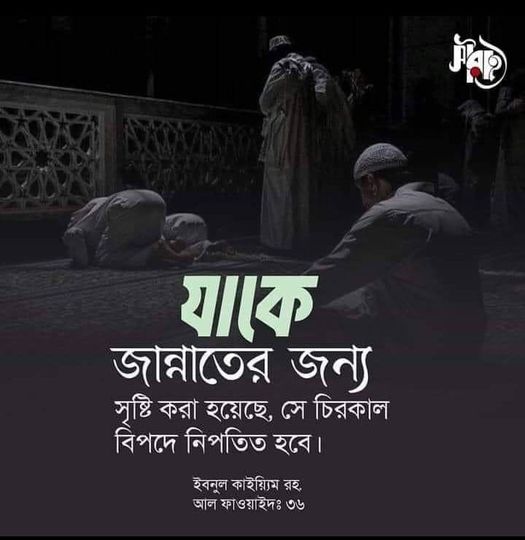 সীরাহ
যাকে
জান্নাতের জন্য
সৃষ্টি করা হয়েছে, সে চিরকাল
বিপদে নিপতিত হবে।
ইবনুল কাইয়্যিম রহ.
আল ফাওয়াইদঃ ৩৬